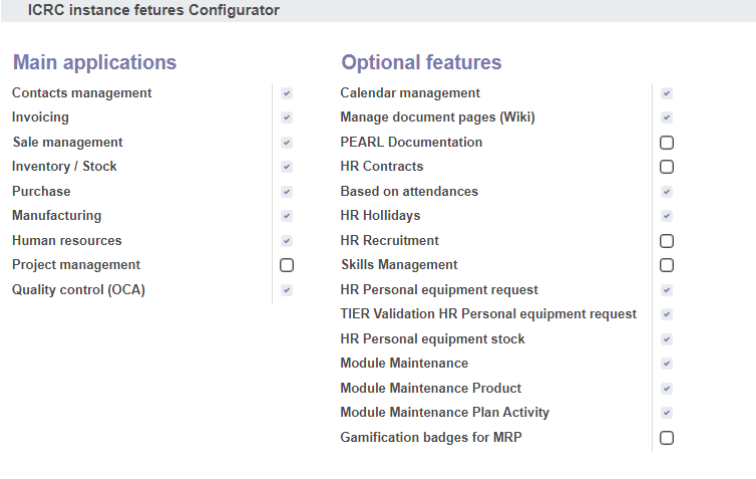 ICRC instance fetures Configurator
Main applications
Contacts management
Invoicing
Sale management
Inventory / Stock
Purchase
Manufacturing
Human resources
Project management
Quality control (OCA)
Optional features
Calendar management
Manage document pages (Wiki)
PEARL Documentation
HR Contracts
Based on attendances
HR Hollidays
HR Recruitment
Skills Management
HR Personal equipment request
TIER Validation HR Personal equipment request
HR Personal equipment stock
Module Maintenance
Module Maintenance Product
Module Maintenance Plan Activity
Gamification badges for MRP